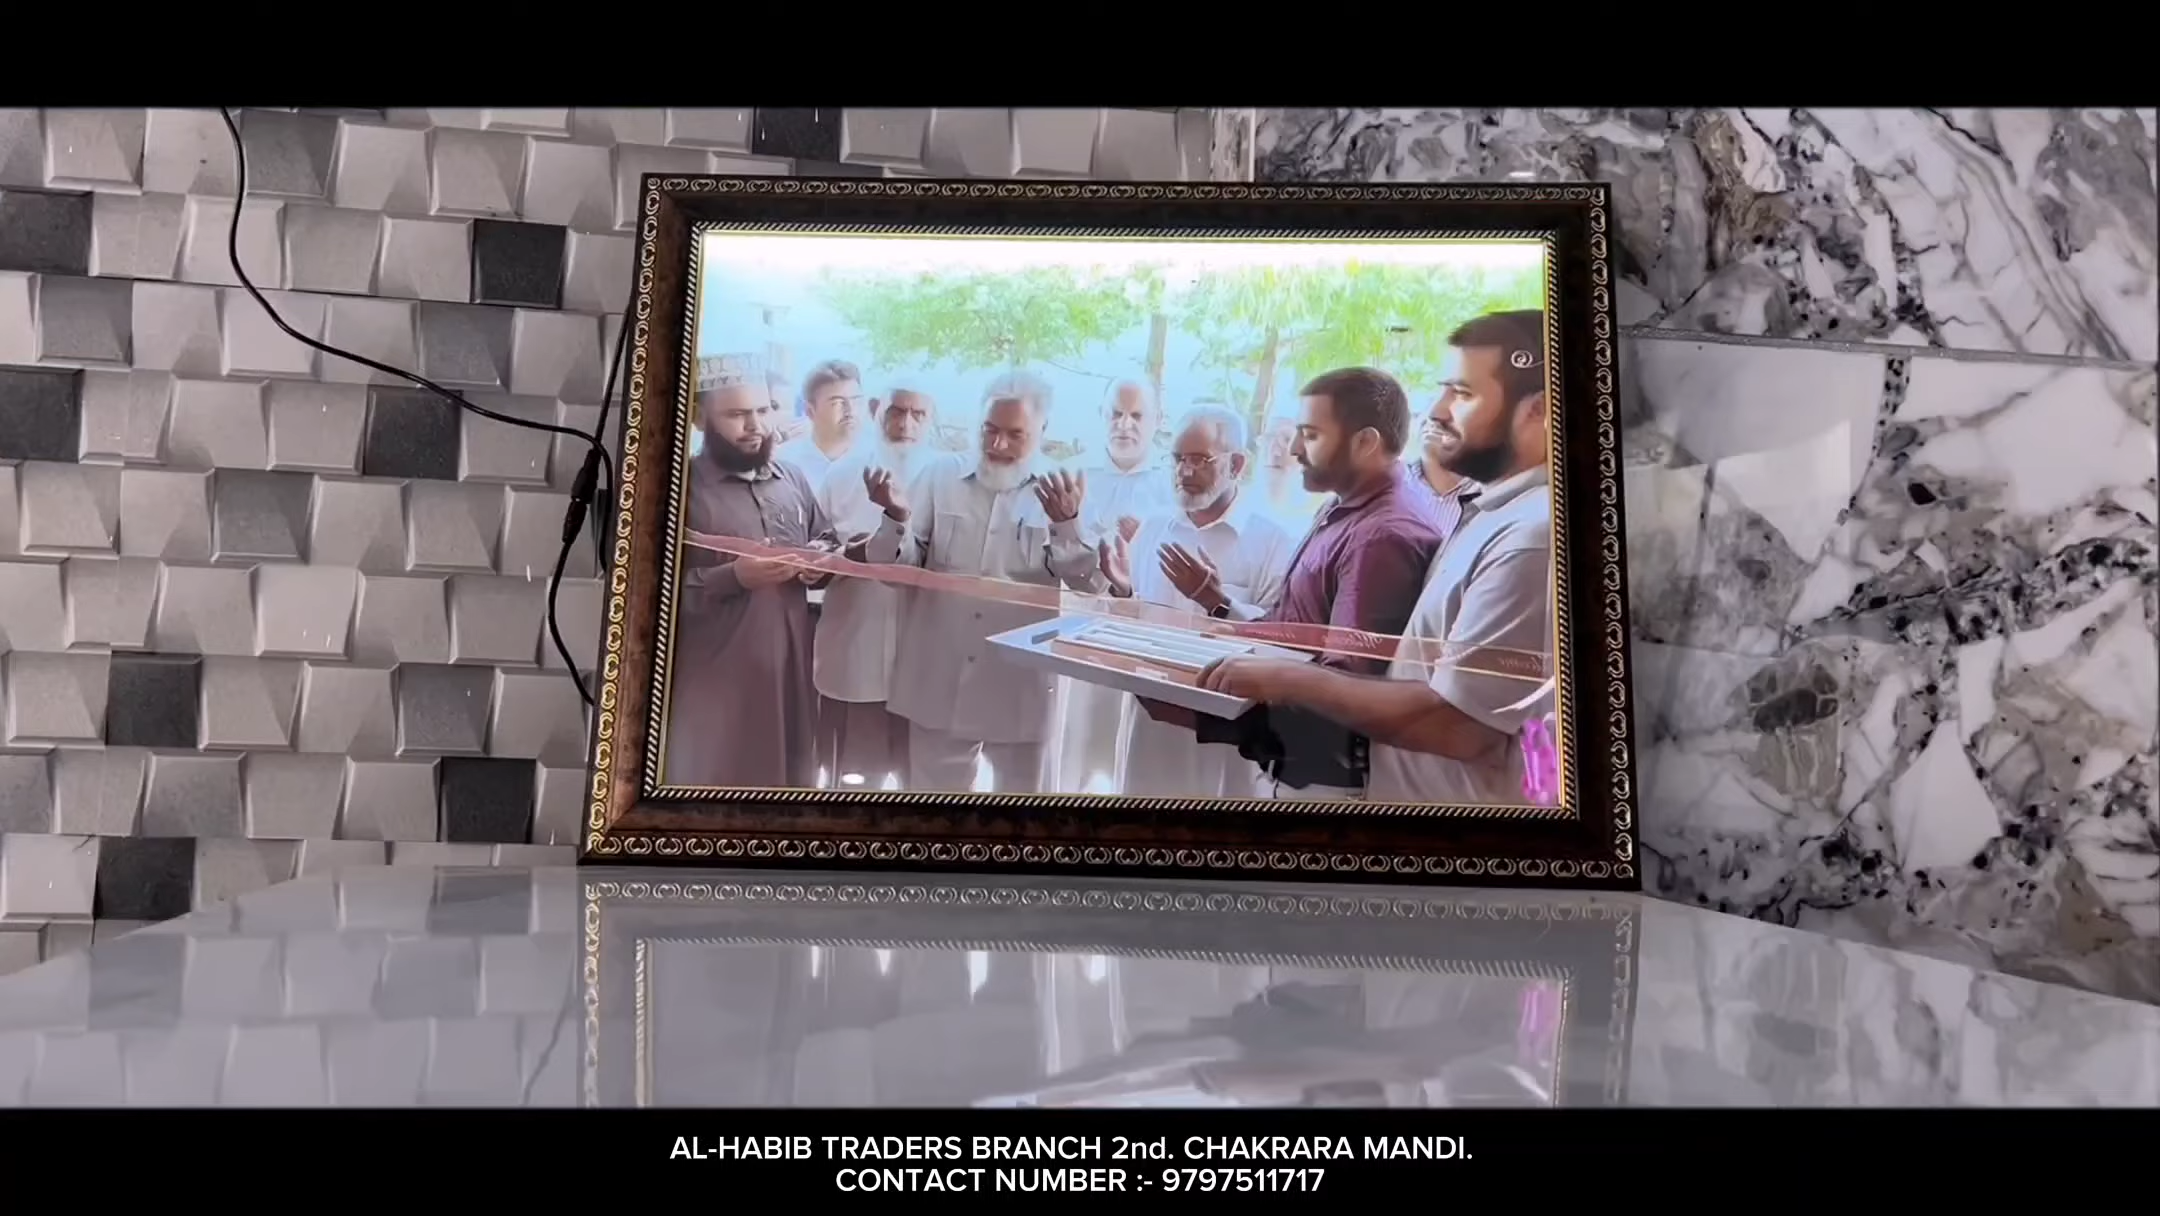 AL-HABIB TRADERS BRANCH 2nd. CHAKRARA MANDI.
CONTACT NUMBER :- 9797511717